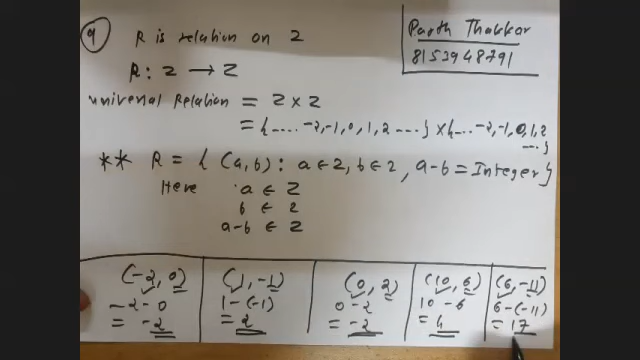 9 R is relation on Z
Parth Thakkar
8153948791
R : Z → Z
Universal Relation = Z × Z
= {.... -2, -1, 0, 1, 2 ....} × {... -2, -1, 0, 1, 2 ...}
** R = { (a, b) : a ∈ Z, b ∈ Z, a-b = Integer }
Here a ∈ Z
b ∈ Z
a-b ∈ Z
(-2, 0)
-2-0
= -2
(1, -1)
1-(-1)
= 2
(0, 2)
0-2
= -2
(10, 6)
10-6
= 4
(6, -11)
6-(-11)
= 17